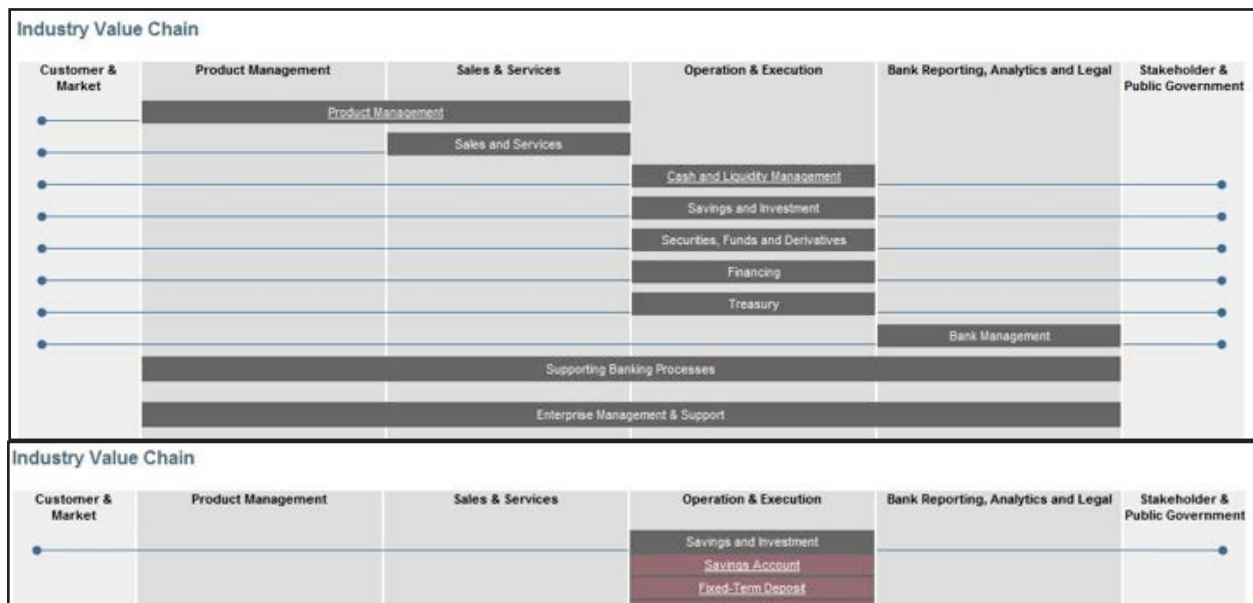 Industry Value Chain
Customer & Market
Product Management
Sales & Services
Operation & Execution
Bank Reporting, Analytics and Legal
Stakeholder & Public Government
Product Management
Sales and Services
Cash and Liquidity Management
Savings and Investment
Securities, Funds and Derivatives
Financing
Treasury
Bank Management
Supporting Banking Processes
Enterprise Management & Support
Industry Value Chain
Customer & Market
Product Management
Sales & Services
Operation & Execution
Bank Reporting, Analytics and Legal
Stakeholder & Public Government
Savings and Investment
Savings Account
Fixed-Term Deposit